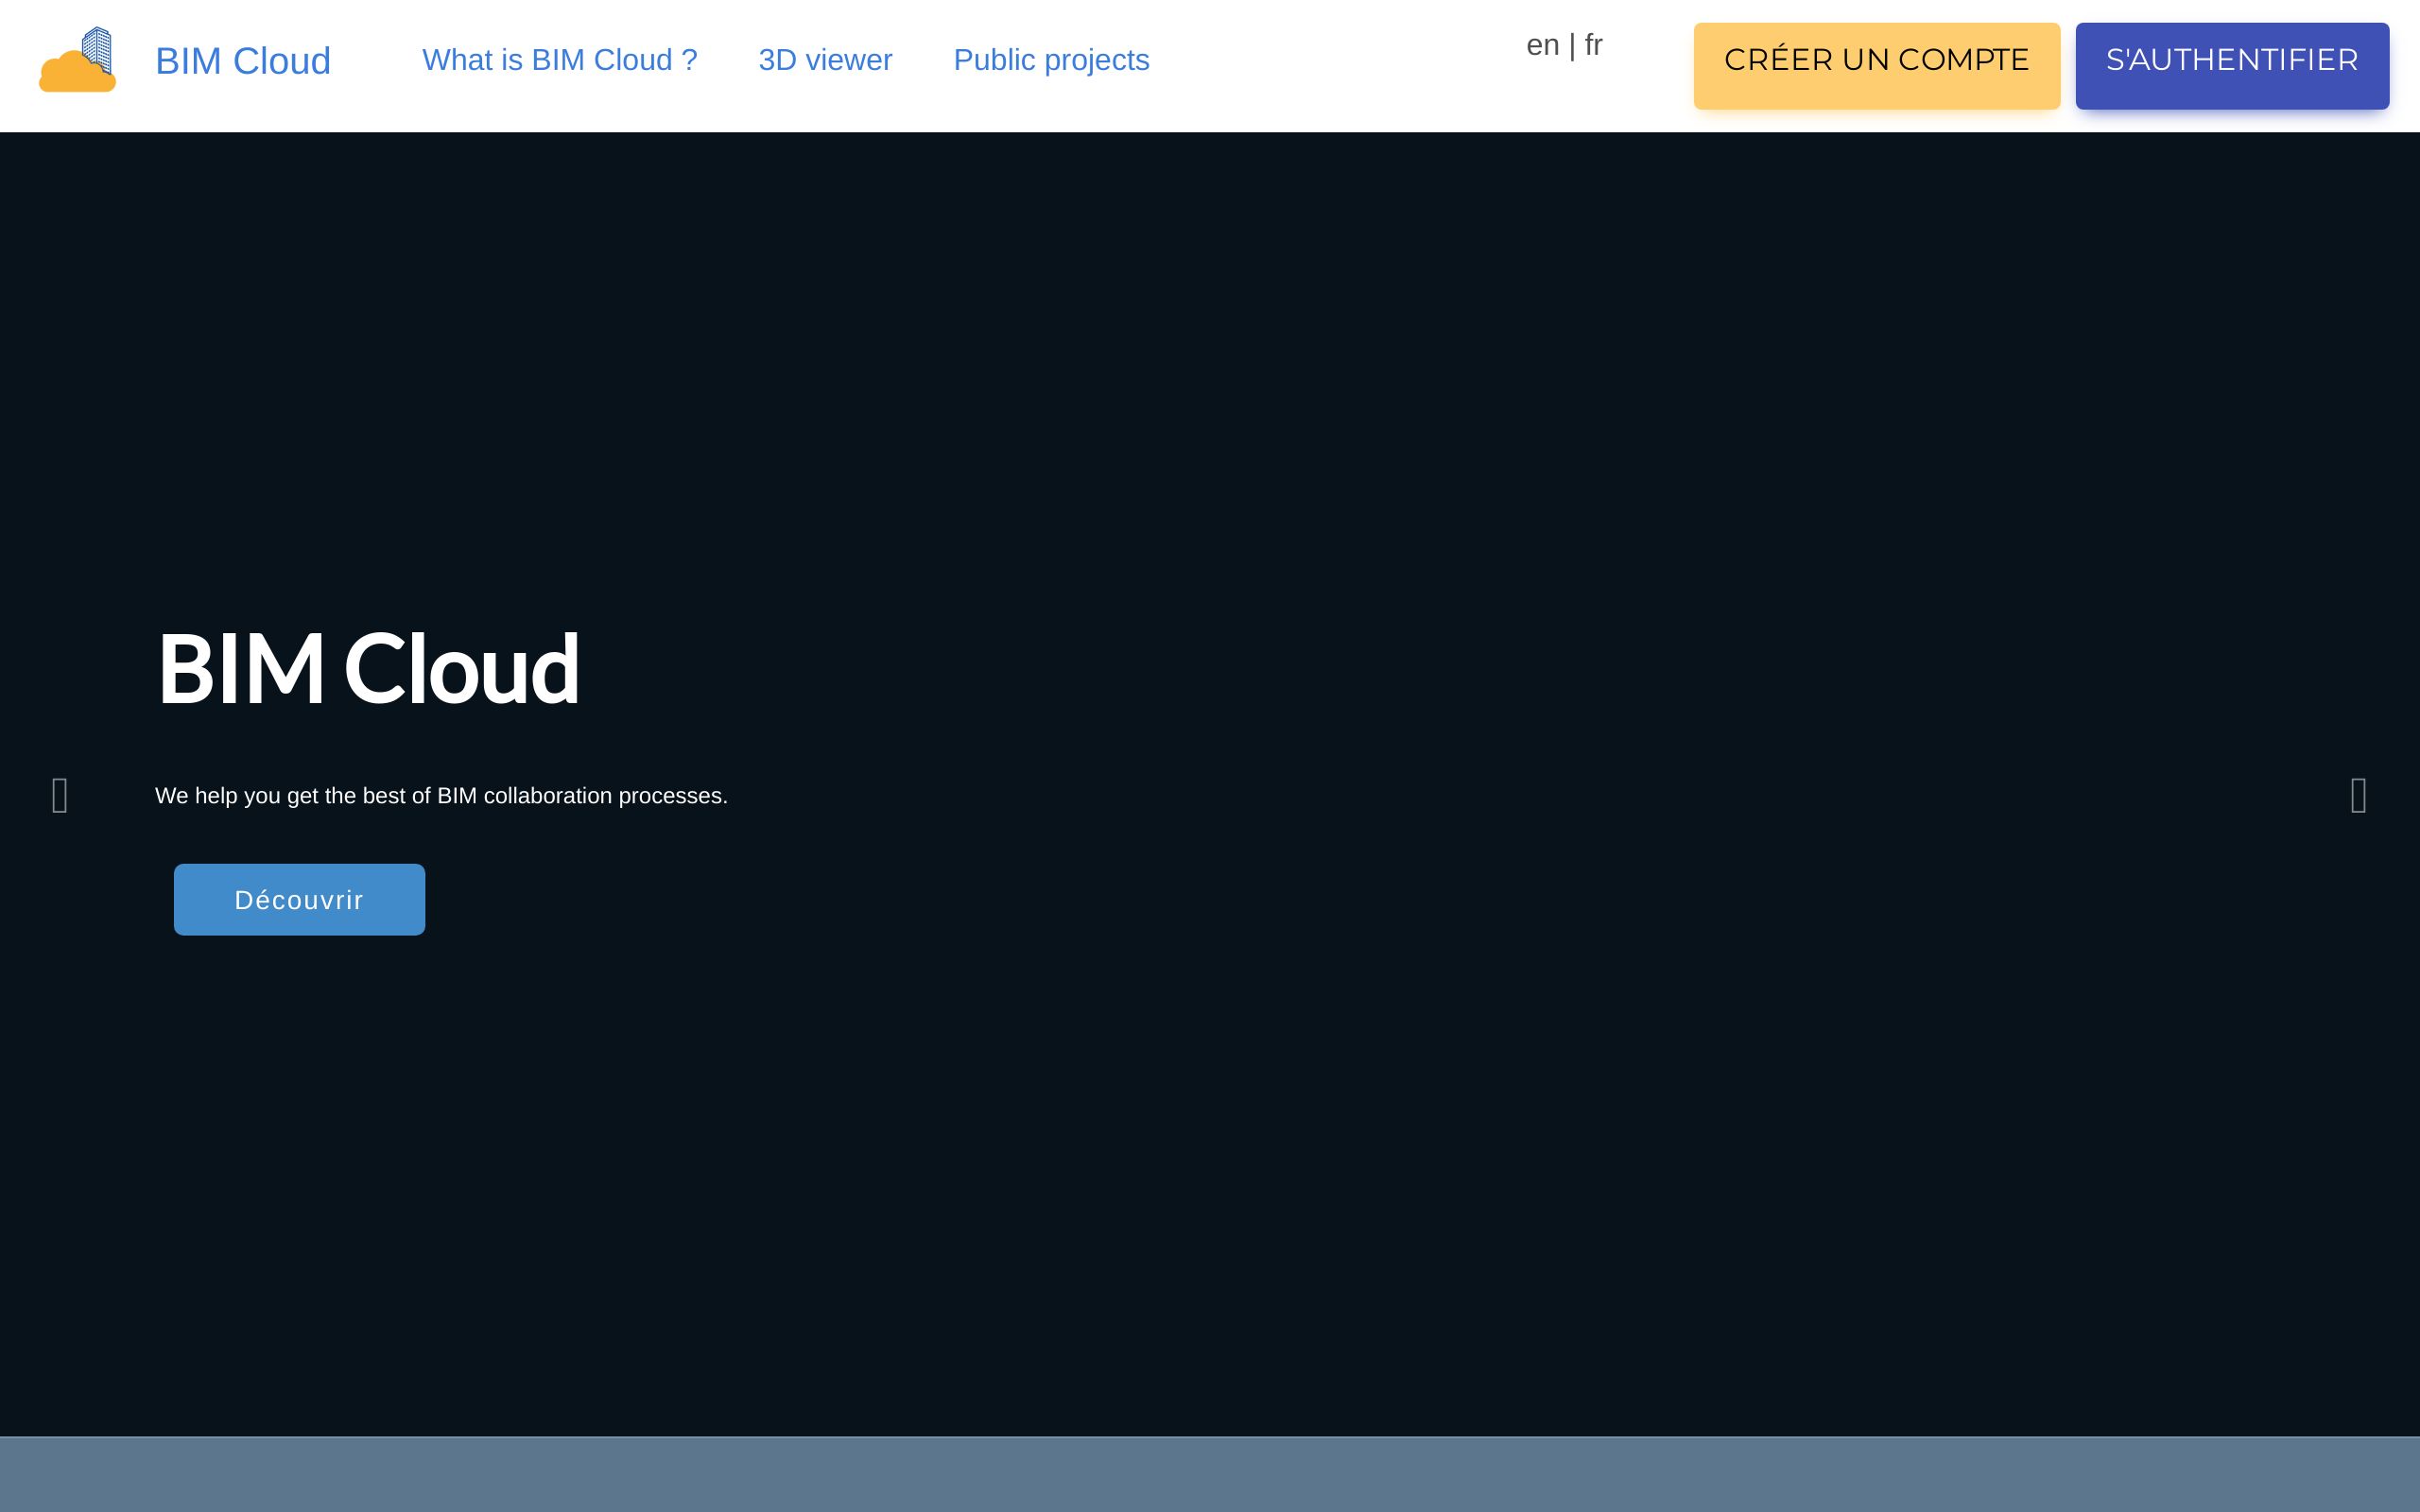 BIM Cloud
What is BIM Cloud ?
3D viewer
Public projects
en | fr
CRÉER UN COMPTE
S'AUTHENTIFIER
BIM Cloud
We help you get the best of BIM collaboration processes.
Découvrir